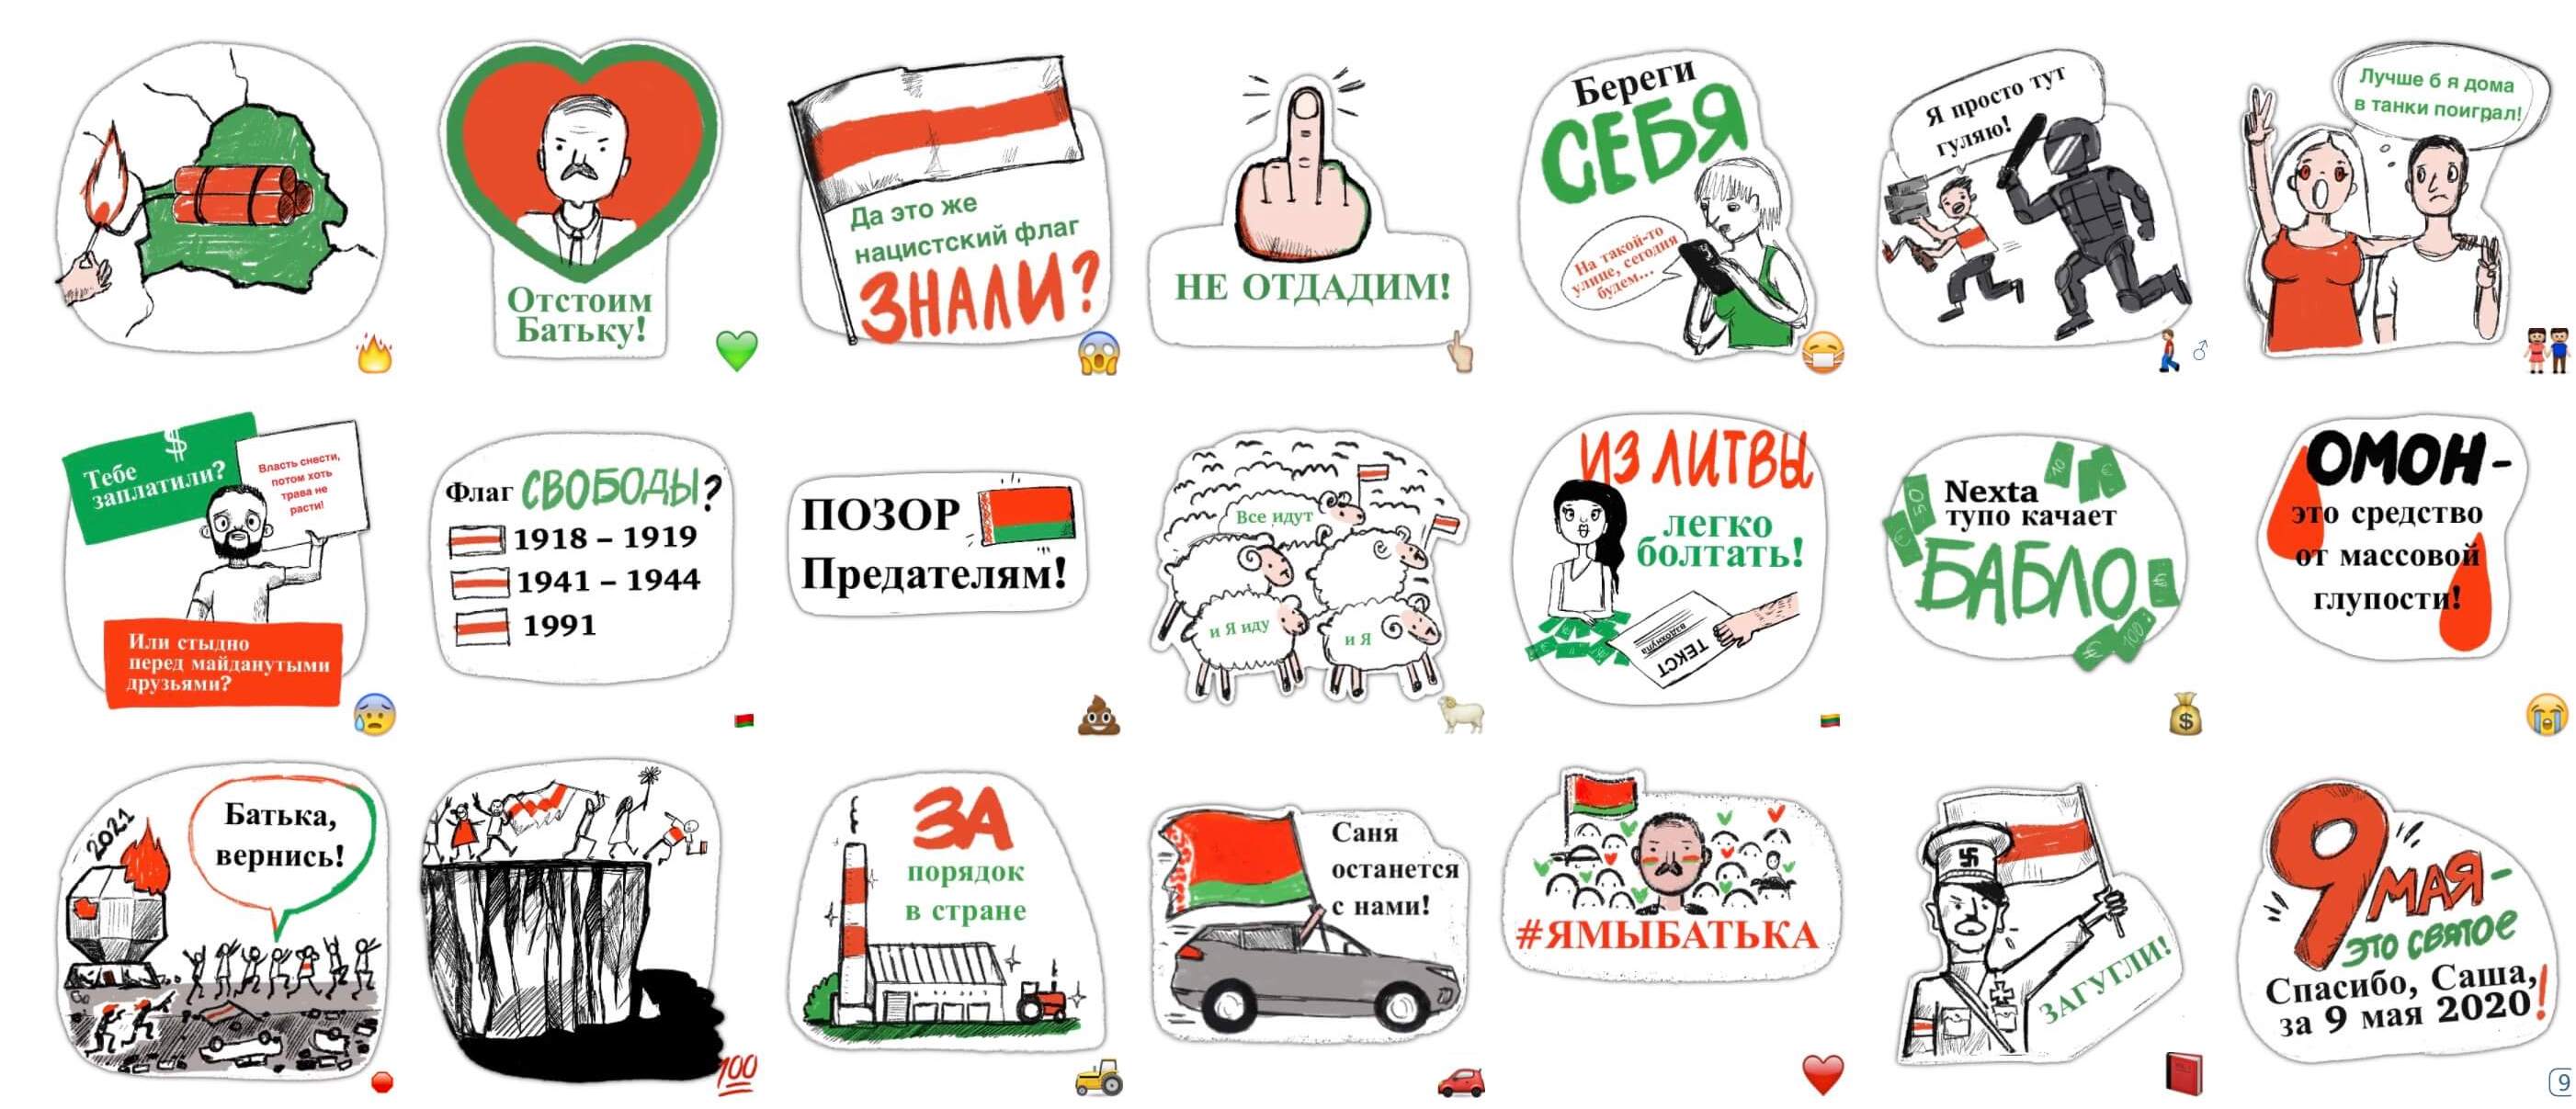 Отстоим
Батьку!
Да это же
нацистский флаг
ЗНАЛИ?
НЕ ОТДАДИМ!
Береги
СЕБЯ
На такой-то
улице, сегодня
будем...
Я просто тут
гуляю!
Лучше б я дома
в танки поиграл!
$
Тебе
заплатили?
Власть снести,
потом хоть
трава не
расти!
Или стыдно
перед майданутыми
друзьями?
Флаг СВОБОДЫ?
1918 – 1919
1941 – 1944
1991
ПОЗОР
Предателям!
Все идут
и Я иду
и Я
ИЗ ЛИТВЫ
легко
болтать!
ТЕКСТ
вздохнула
Nexta
тупо качает
БАБЛО
50
10
€
€
100
ОМОН-
это средство
от массовой
глупости!
2021
Батька,
вернись!
100
ЗА
порядок
в стране
Саня
останется
с нами!
#ЯМЫБАТЬКА
ЗАГУГЛИ!
9 МАЯ-
ЭТО СВЯТОЕ
Спасибо, Саша,
за 9 мая 2020!
9